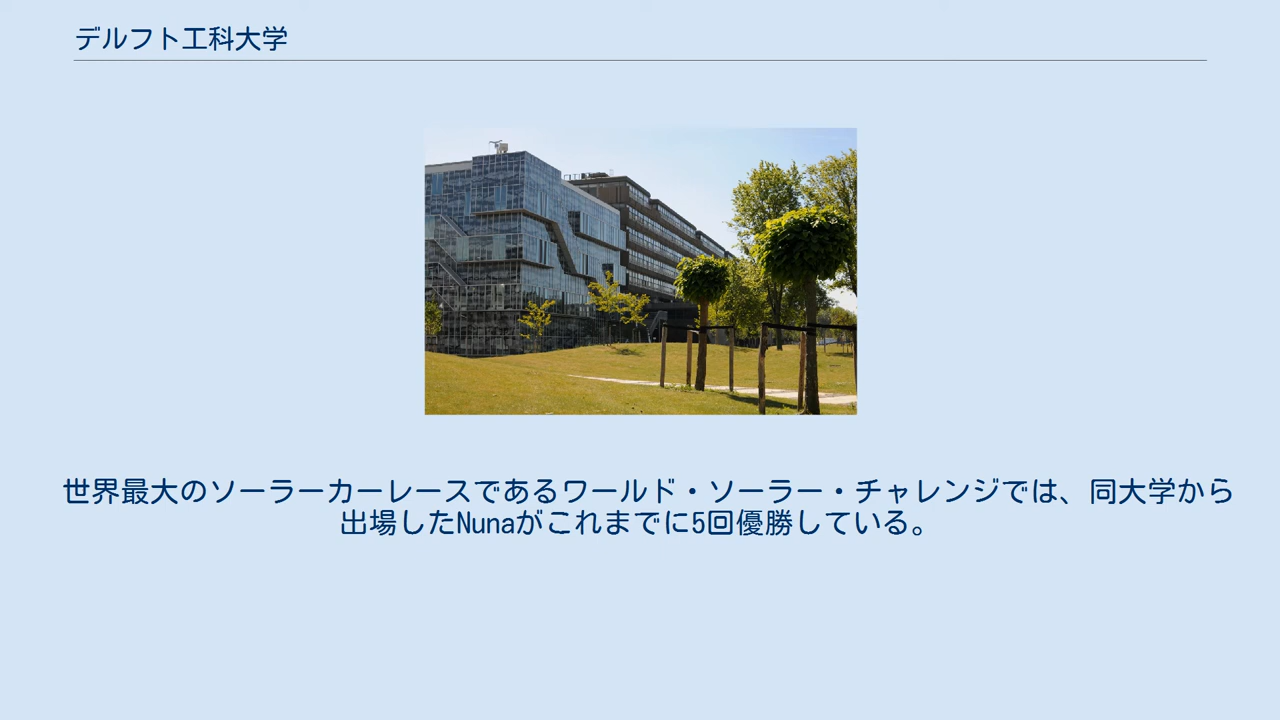 デルフト工科大学
世界最大のソーラーカーレースであるワールド・ソーラー・チャレンジでは、同大学から
出場したNunaがこれまでに5回優勝している。